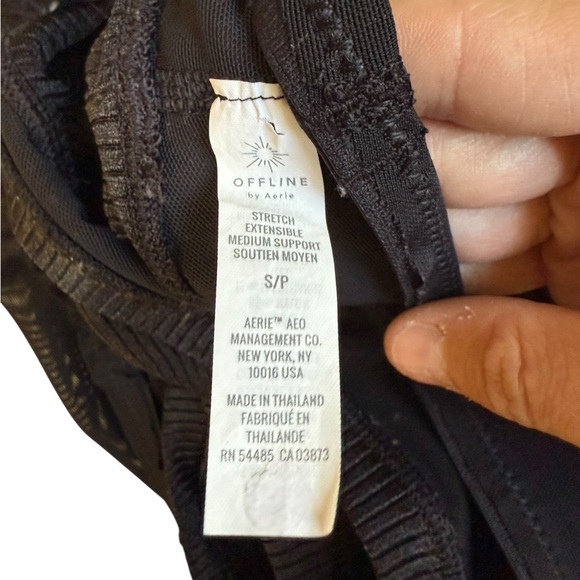 OFFLINE
by Aerie
STRETCH
EXTENSIBLE
MEDIUM SUPPORT
SOUTIEN MOYEN
S/P
AERIE™ AEO
MANAGEMENT CO.
NEW YORK, NY
10016 USA
MADE IN THAILAND
FABRIQUÉ EN
THAILANDE
RN 54485 CA 03873